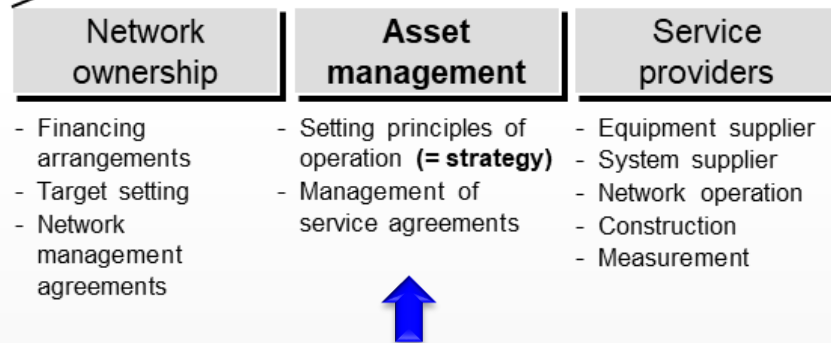 Network
ownership
- Financing
arrangements
- Target setting
- Network
management
agreements
Asset
management
- Setting principles of
operation (= strategy)
- Management of
service agreements
Service
providers
- Equipment supplier
- System supplier
- Network operation
- Construction
- Measurement